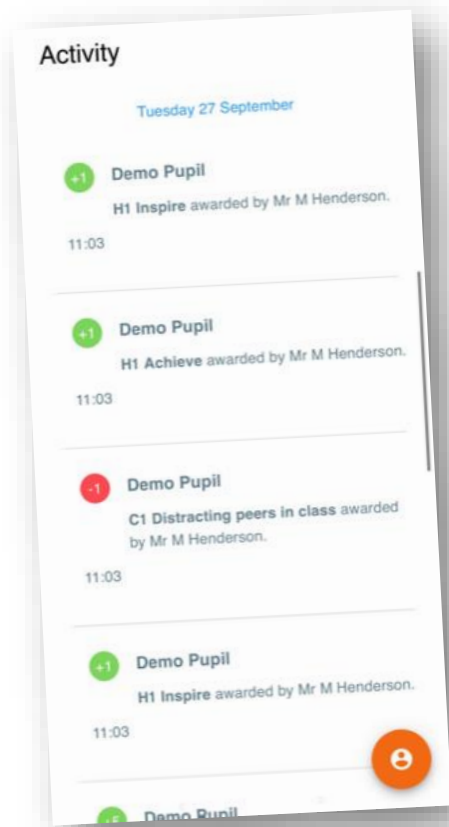 Activity
Tuesday 27 September
+1 Demo Pupil
H1 Inspire awarded by Mr M Henderson.
11:03
+1 Demo Pupil
H1 Achieve awarded by Mr M Henderson.
11:03
-1 Demo Pupil
C1 Distracting peers in class awarded
by Mr M Henderson.
11:03
+1 Demo Pupil
H1 Inspire awarded by Mr M Henderson.
11:03
Demo Pupil